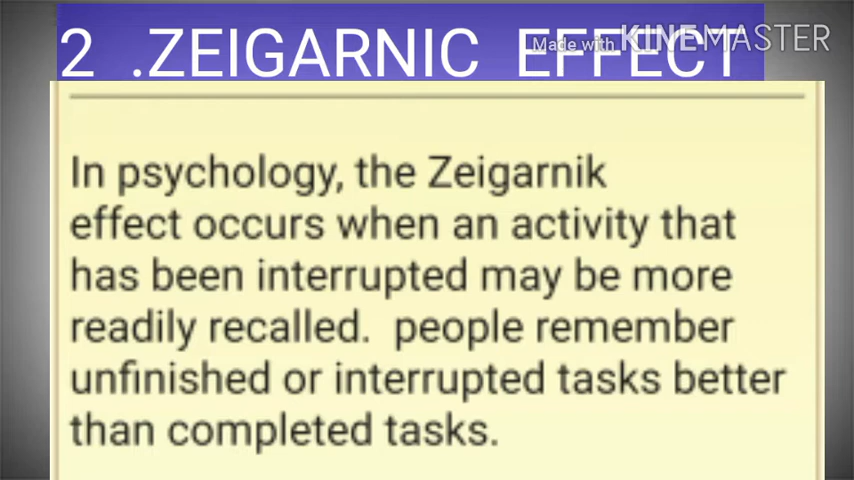 2 .ZEIGARNIC EFFECT
Made with KINEMASTER
In psychology, the Zeigarnik
effect occurs when an activity that
has been interrupted may be more
readily recalled. people remember
unfinished or interrupted tasks better
than completed tasks.